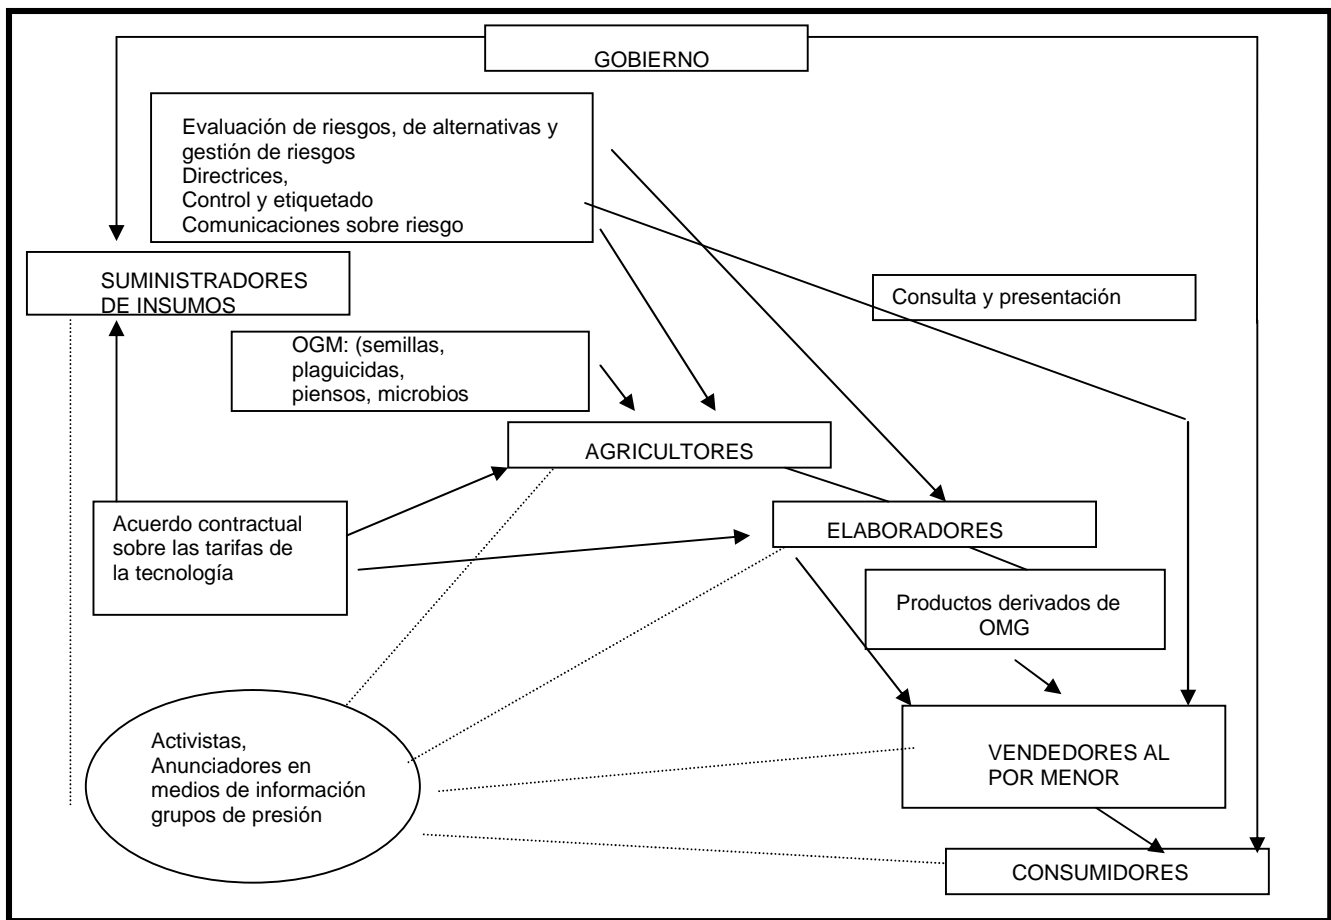 GOBIERNO
Evaluación de riesgos, de alternativas y
gestión de riesgos
Directrices,
Control y etiquetado
Comunicaciones sobre riesgo
SUMINISTRADORES
DE INSUMOS
Consulta y presentación
OGM: (semillas,
plaguicidas,
piensos, microbios
AGRICULTORES
Acuerdo contractual
sobre las tarifas de
la tecnología
ELABORADORES
Productos derivados de
OMG
Activistas,
Anunciadores en
medios de información
grupos de presión
VENDEDORES AL
POR MENOR
CONSUMIDORES